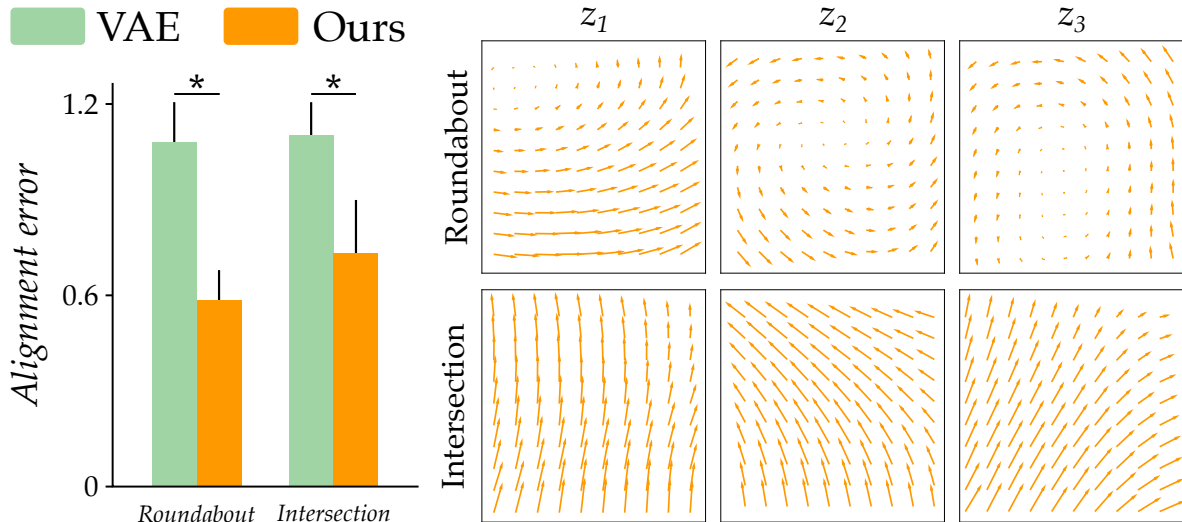 VAE
Ours
Alignment error
1.2
0.6
0
*
*
Roundabout
Intersection
z1
z2
z3
Roundabout
Intersection